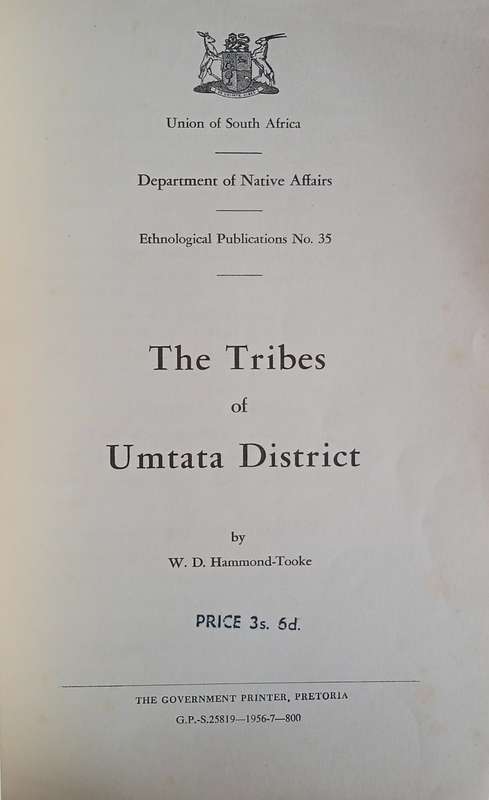 Union of South Africa
Department of Native Affairs
Ethnological Publications No. 35
The Tribes
of
Umtata District
by
W. D. Hammond-Tooke
PRICE 3s. 6d.
THE GOVERNMENT PRINTER, PRETORIA
G.P.-S.25819—1956-7—800